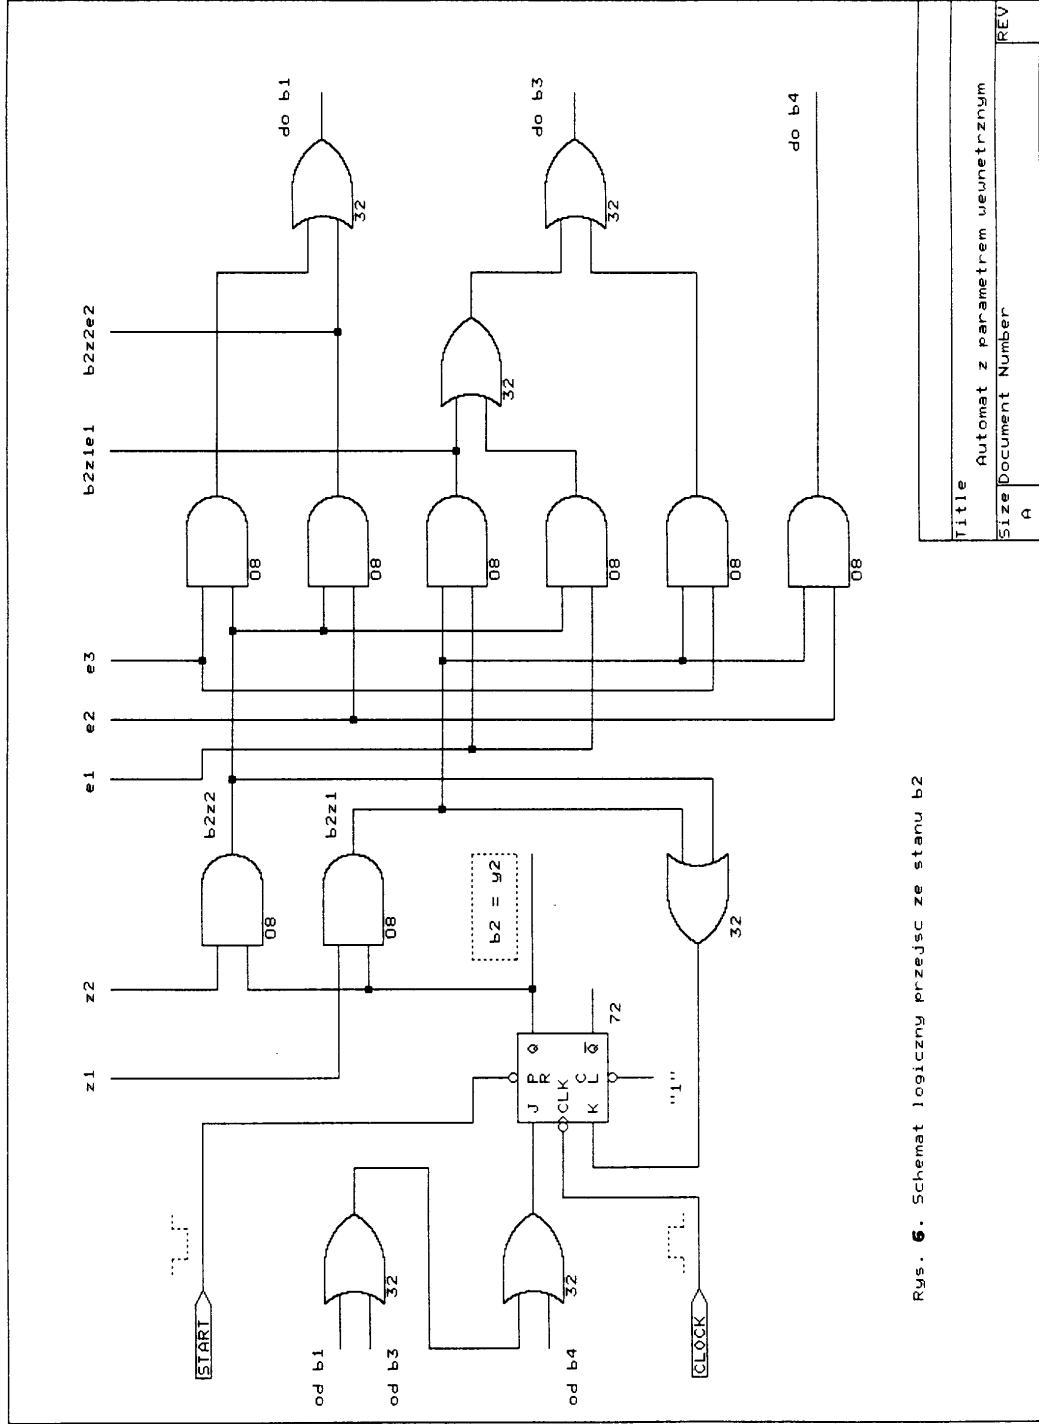 START
od b1
od b3
od b4
CLOCK
32
32
z1
z2
J
P
R
Q
CLK
K
C
L
Q
72
"1"
b2 = y2
08
08
b2z2
b2z1
32
e1
e2
e3
b2z1e1
b2z2e2
08
08
08
08
08
08
32
32
32
do b1
do b3
do b4
Rys. 6. Schemat logiczny przejsc ze stanu b2
Title
Automat z parametrem wewnetrznym
Size
Document Number
REV
A